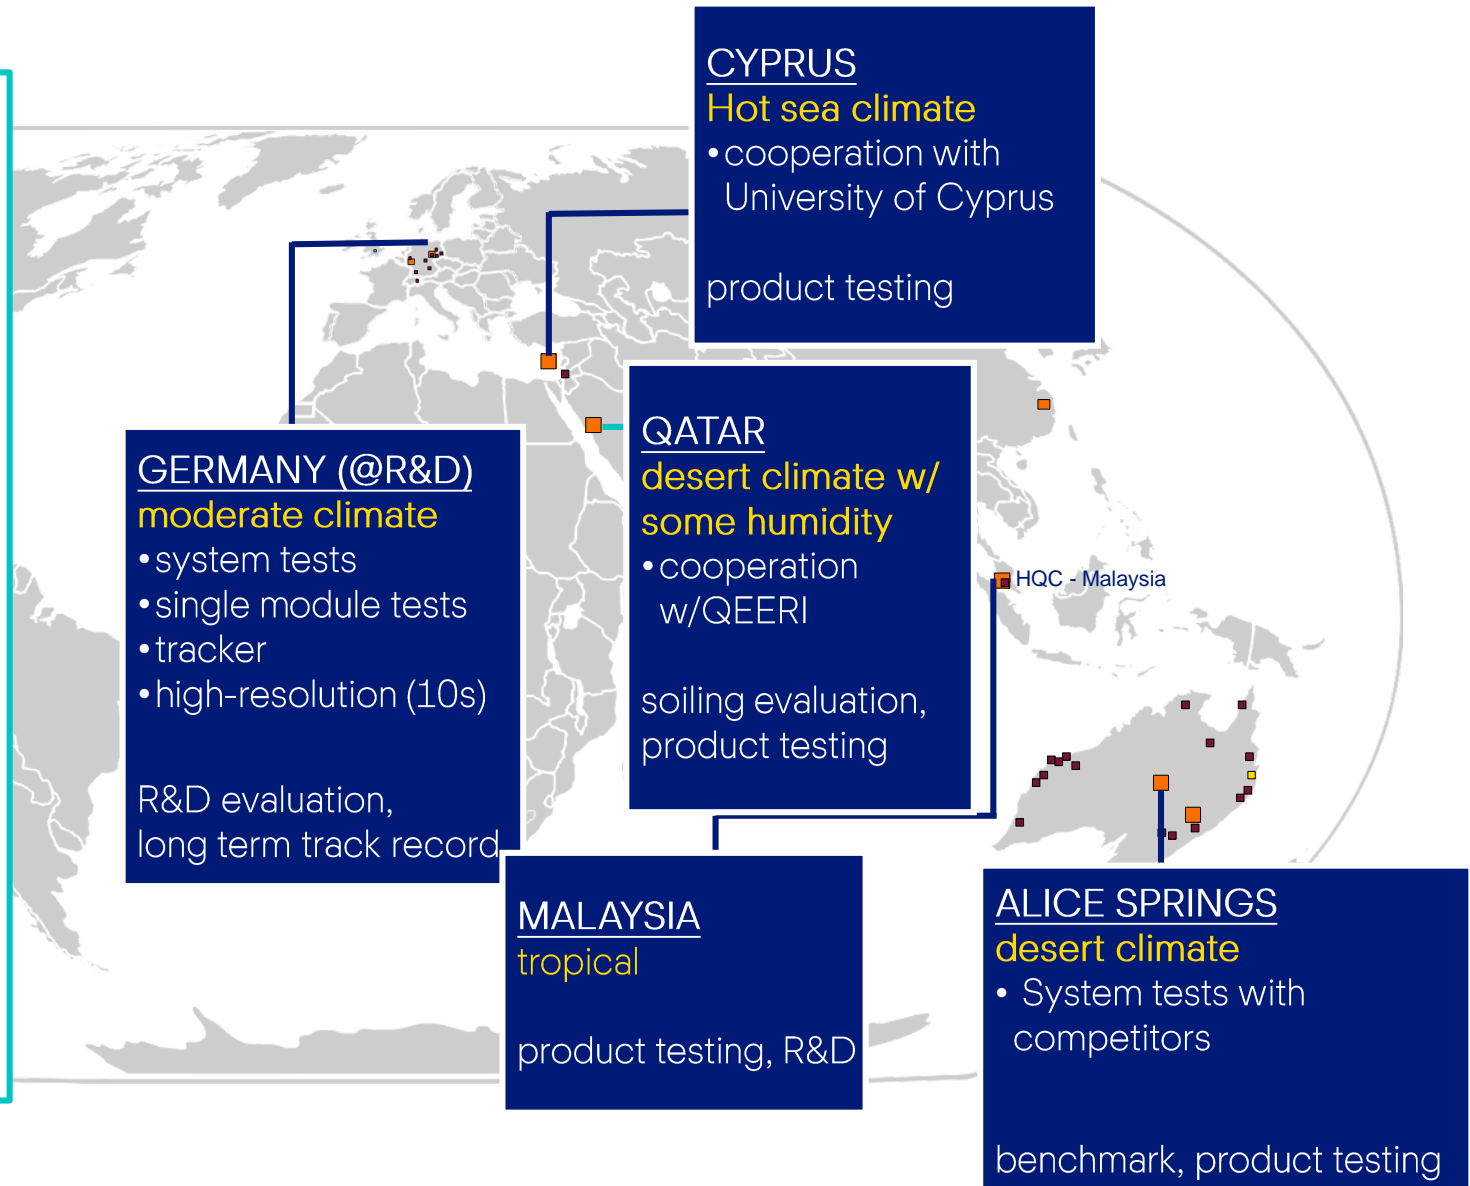 CYPRUS
Hot sea climate
•cooperation with
University of Cyprus
product testing
QATAR
desert climate w/
some humidity
•cooperation
w/QEERI
soiling evaluation,
product testing
GERMANY (@R&D)
moderate climate
•system tests
•single module tests
•tracker
•high-resolution (10s)
R&D evaluation,
long term track record
HQC - Malaysia
MALAYSIA
tropical
product testing, R&D
ALICE SPRINGS
desert climate
• System tests with
competitors
benchmark, product testing